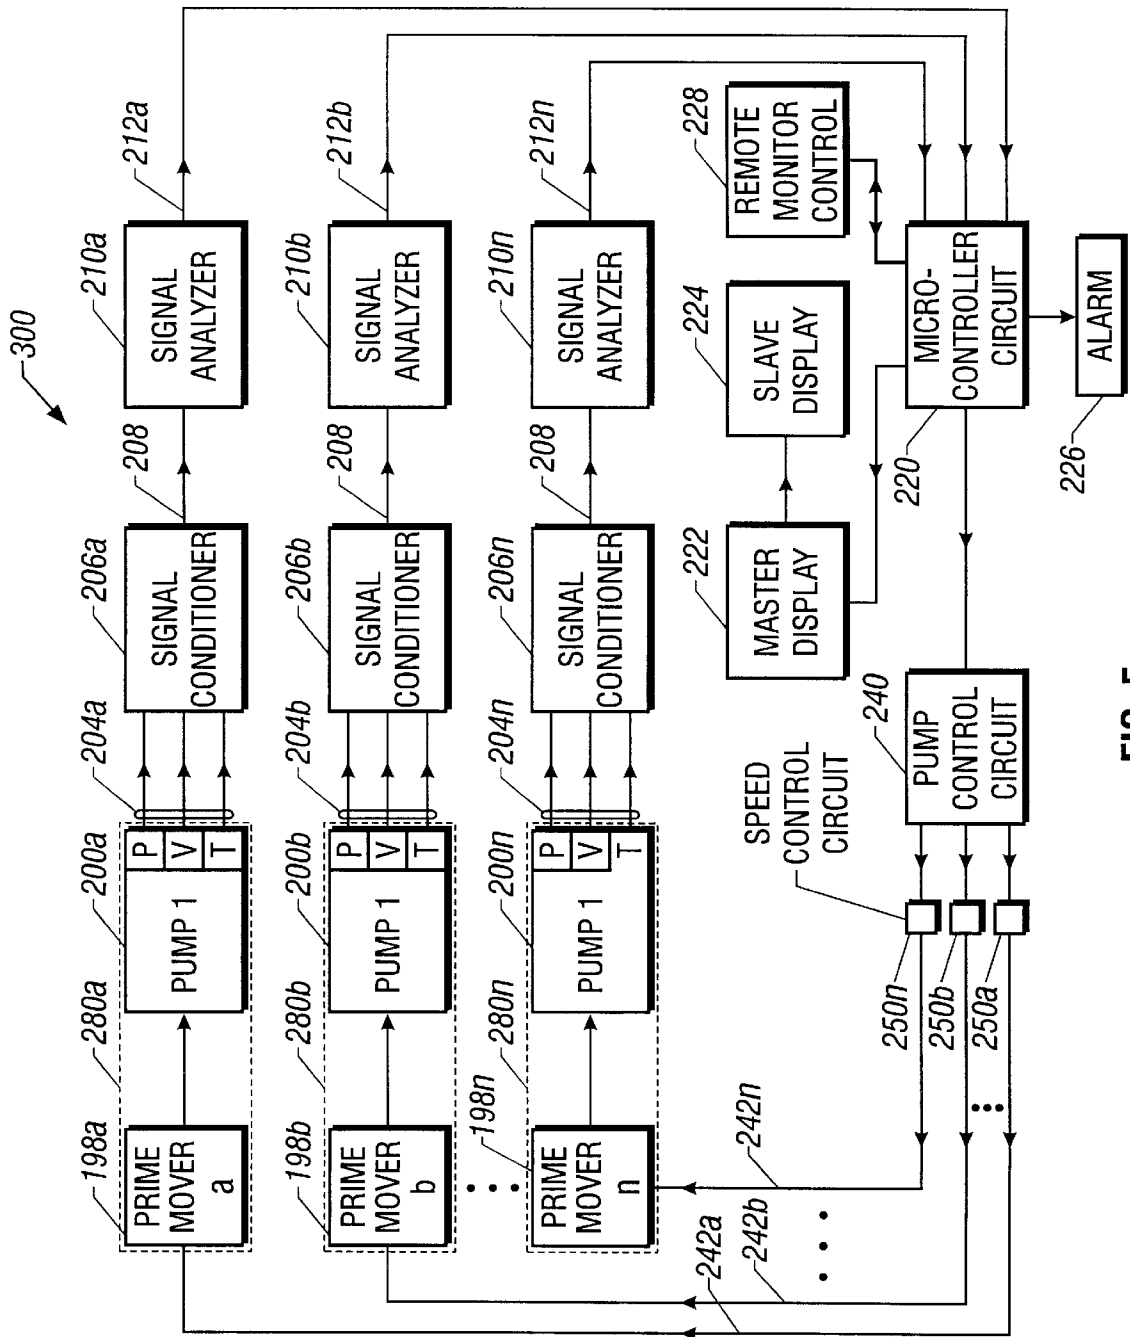 300
198a
280a
200a
204a
206a
208
210a
212a
PRIME
MOVER
a
PUMP 1
P
V
T
SIGNAL
CONDITIONER
SIGNAL
ANALYZER
198b
280b
200b
204b
206b
208
210b
212b
PRIME
MOVER
b
PUMP 1
P
V
T
SIGNAL
CONDITIONER
SIGNAL
ANALYZER
198n
280n
200n
204n
206n
208
210n
212n
PRIME
MOVER
n
PUMP 1
P
V
T
SIGNAL
CONDITIONER
SIGNAL
ANALYZER
242a
242b
242n
222
MASTER
DISPLAY
224
SLAVE
DISPLAY
228
REMOTE
MONITOR
CONTROL
SPEED
CONTROL
CIRCUIT
250n
250b
250a
240
PUMP
CONTROL
CIRCUIT
220
MICRO-
CONTROLLER
CIRCUIT
226
ALARM